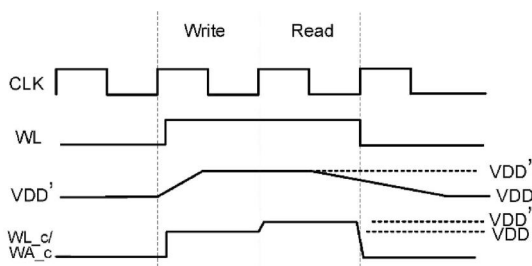 Write Read
CLK
WL
VDD'
VDD'
VDD
VDD'
WL_c/
VDD
WA_c